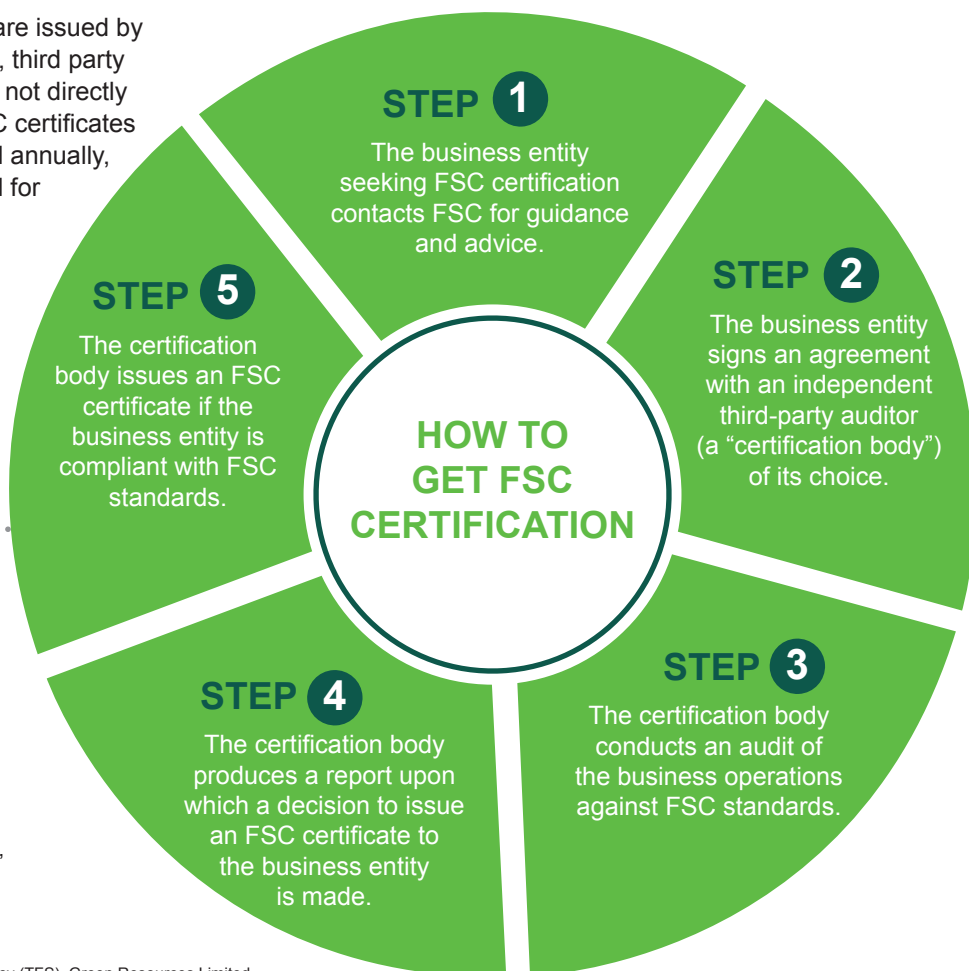 are issued by
, third party
not directly
C certificates
d annually,
d for
STEP 1
The business entity
seeking FSC certification
contacts FSC for guidance
and advice.
STEP 2
The business entity
signs an agreement
with an independent
third-party auditor
(a “certification body”)
of its choice.
STEP 3
The certification body
conducts an audit of
the business operations
against FSC standards.
STEP 4
The certification body
produces a report upon
which a decision to issue
an FSC certificate to
the business entity
is made.
STEP 5
The certification
body issues an FSC
certificate if the
business entity is
compliant with FSC
standards.
HOW TO
GET FSC
CERTIFICATION
(TFS), Green Resources Limited